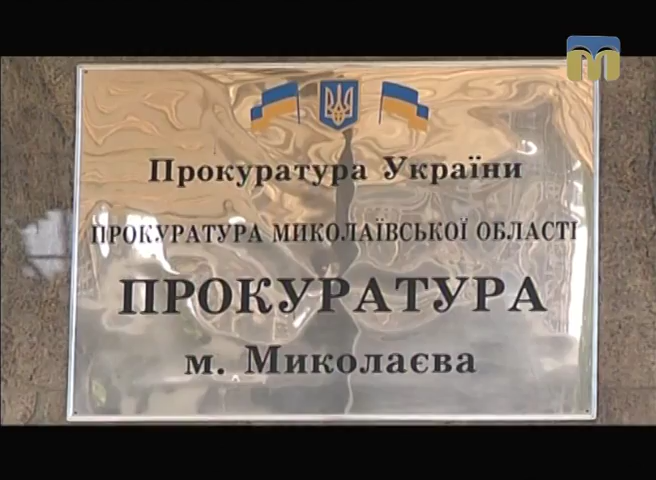 Прокуратура України
ПРОКУРАТУРА МИКОЛАЇВСЬКОЇ ОБЛАСТІ
ПРОКУРАТУРА
м. Миколаєва